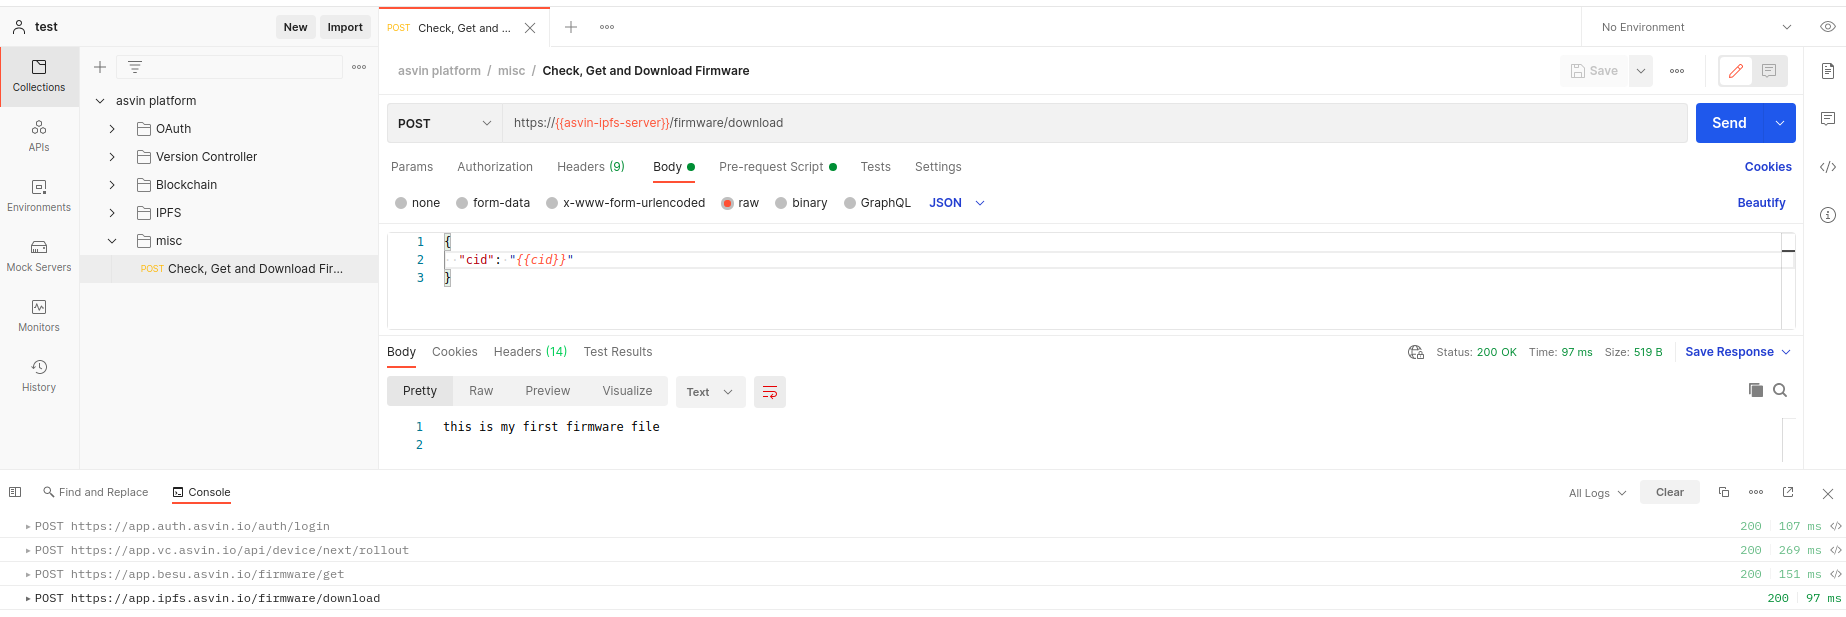 test
New
Import
POST Check, Get and ...
No Environment
Collections
APIs
Environments
Mock Servers
Monitors
History
asvin platform
OAuth
Version Controller
Blockchain
IPFS
misc
POST Check, Get and Download Fir...
asvin platform / misc / Check, Get and Download Firmware
Save
POST
https://{{asvin-ipfs-server}}/firmware/download
Send
Params Authorization Headers (9) Body Pre-request Script Tests Settings Cookies
none form-data x-www-form-urlencoded raw binary GraphQL JSON Beautify
1 {
2 "cid": "{{cid}}"
3 }
Body Cookies Headers (14) Test Results Status: 200 OK Time: 97 ms Size: 519 B Save Response
Pretty Raw Preview Visualize Text
1 this is my first firmware file
2
Find and Replace Console All Logs Clear
POST https://app.auth.asvin.io/auth/login 200 107 ms
POST https://app.vc.asvin.io/api/device/next/rollout 200 269 ms
POST https://app.besu.asvin.io/firmware/get 200 151 ms
POST https://app.ipfs.asvin.io/firmware/download 200 97 ms